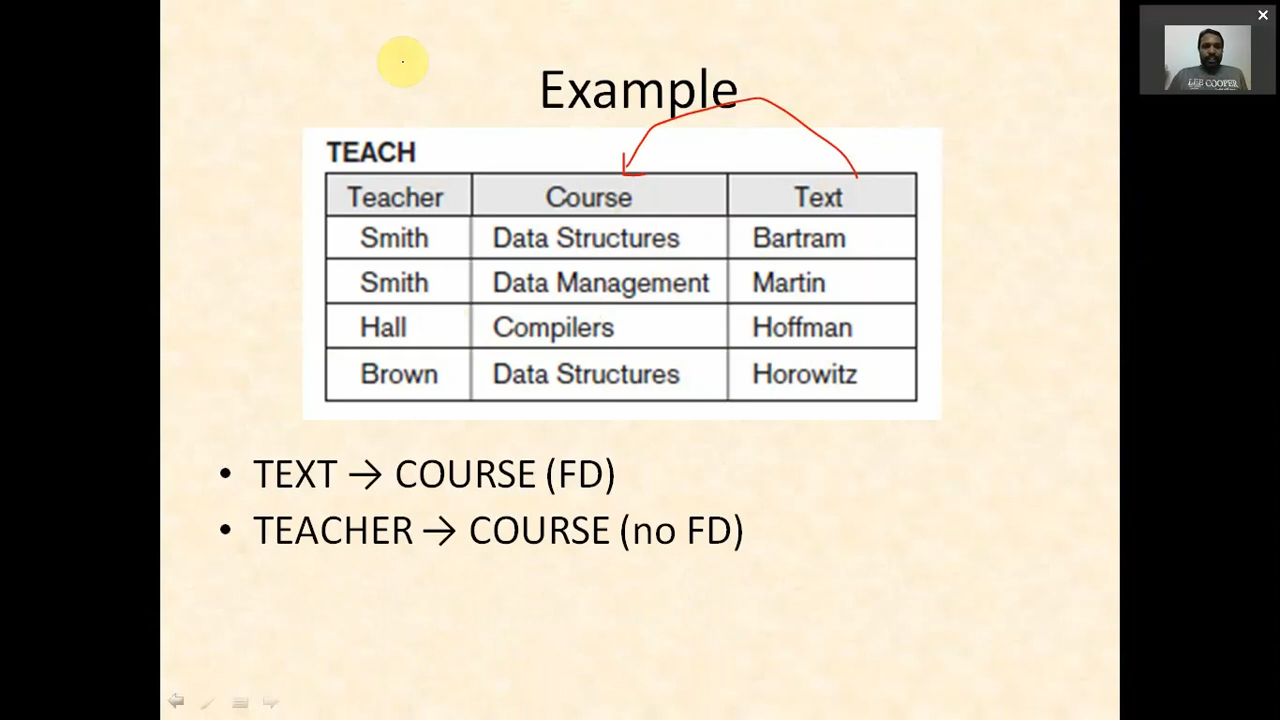 Example
TEACH
Teacher Course Text
Smith Data Structures Bartram
Smith Data Management Martin
Hall Compilers Hoffman
Brown Data Structures Horowitz
• TEXT → COURSE (FD)
• TEACHER → COURSE (no FD)
LEE COOPER